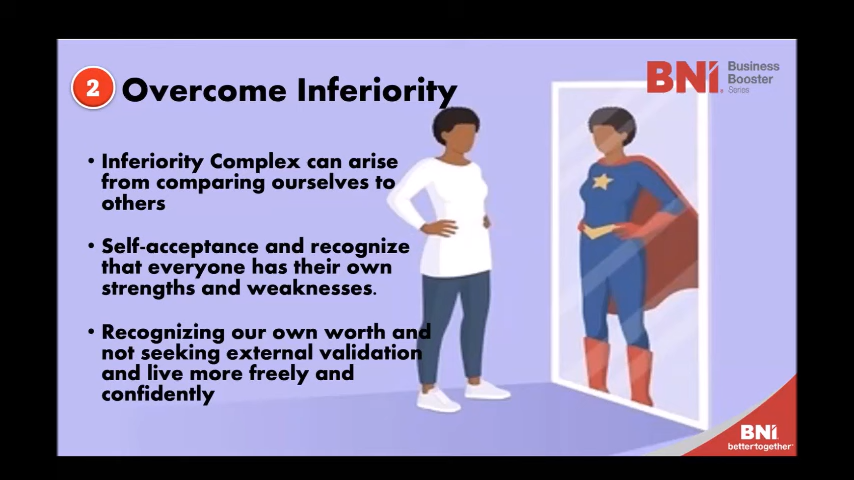 2 Overcome Inferiority
BNI
Business
Booster
Series
• Inferiority Complex can arise
from comparing ourselves to
others
• Self-acceptance and recognize
that everyone has their own
strengths and weaknesses.
• Recognizing our own worth and
not seeking external validation
and live more freely and
confidently
BNI
bettertogether